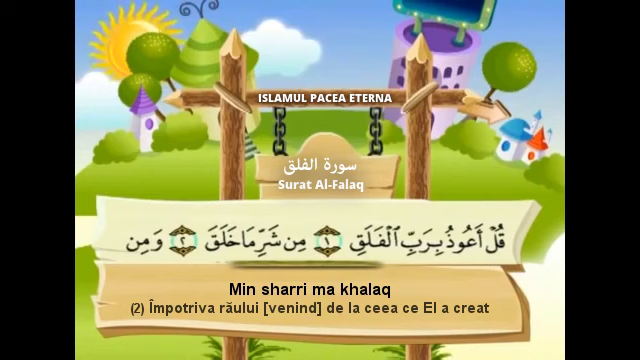 ISLAMUL PACEA ETERNA
سورة الفلق
Surat Al-Falaq
قُلْ أَعُوذُ بِرَبِّ ٱلْفَلَقِ ١ مِن شَرِّ مَا خَلَقَ ٢ وَمِن
Min sharri ma khalaq
(2) Împotriva răului [venind] de la ceea ce El a creat